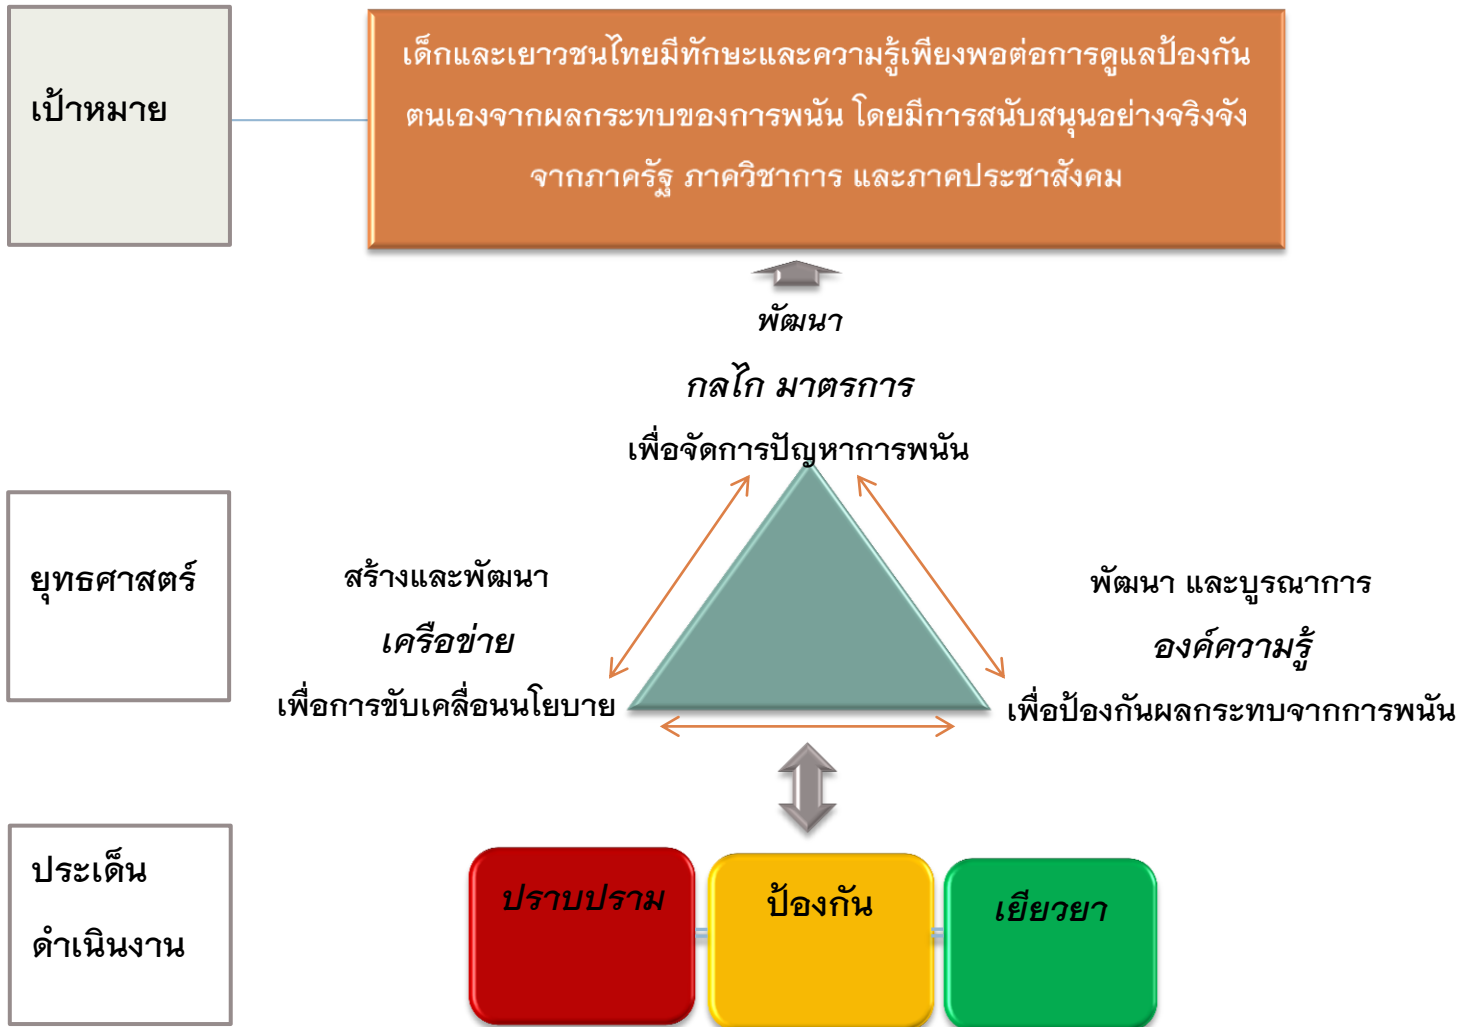 เป้าหมาย
เด็กและเยาวชนไทยมีทักษะและความรู้เพียงพอต่อการดูแลป้องกัน
ตนเองจากผลกระทบของการพนัน โดยมีการสนับสนุนอย่างจริงจัง
จากภาครัฐ ภาควิชาการ และภาคประชาสังคม
พัฒนา
กลไก มาตรการ
เพื่อจัดการปัญหาการพนัน
ยุทธศาสตร์
สร้างและพัฒนา
เครือข่าย
เพื่อการขับเคลื่อนนโยบาย
พัฒนา และบูรณาการ
องค์ความรู้
เพื่อป้องกันผลกระทบจากการพนัน
ประเด็น
ดำเนินงาน
ปราบปราม
ป้องกัน
เยียวยา